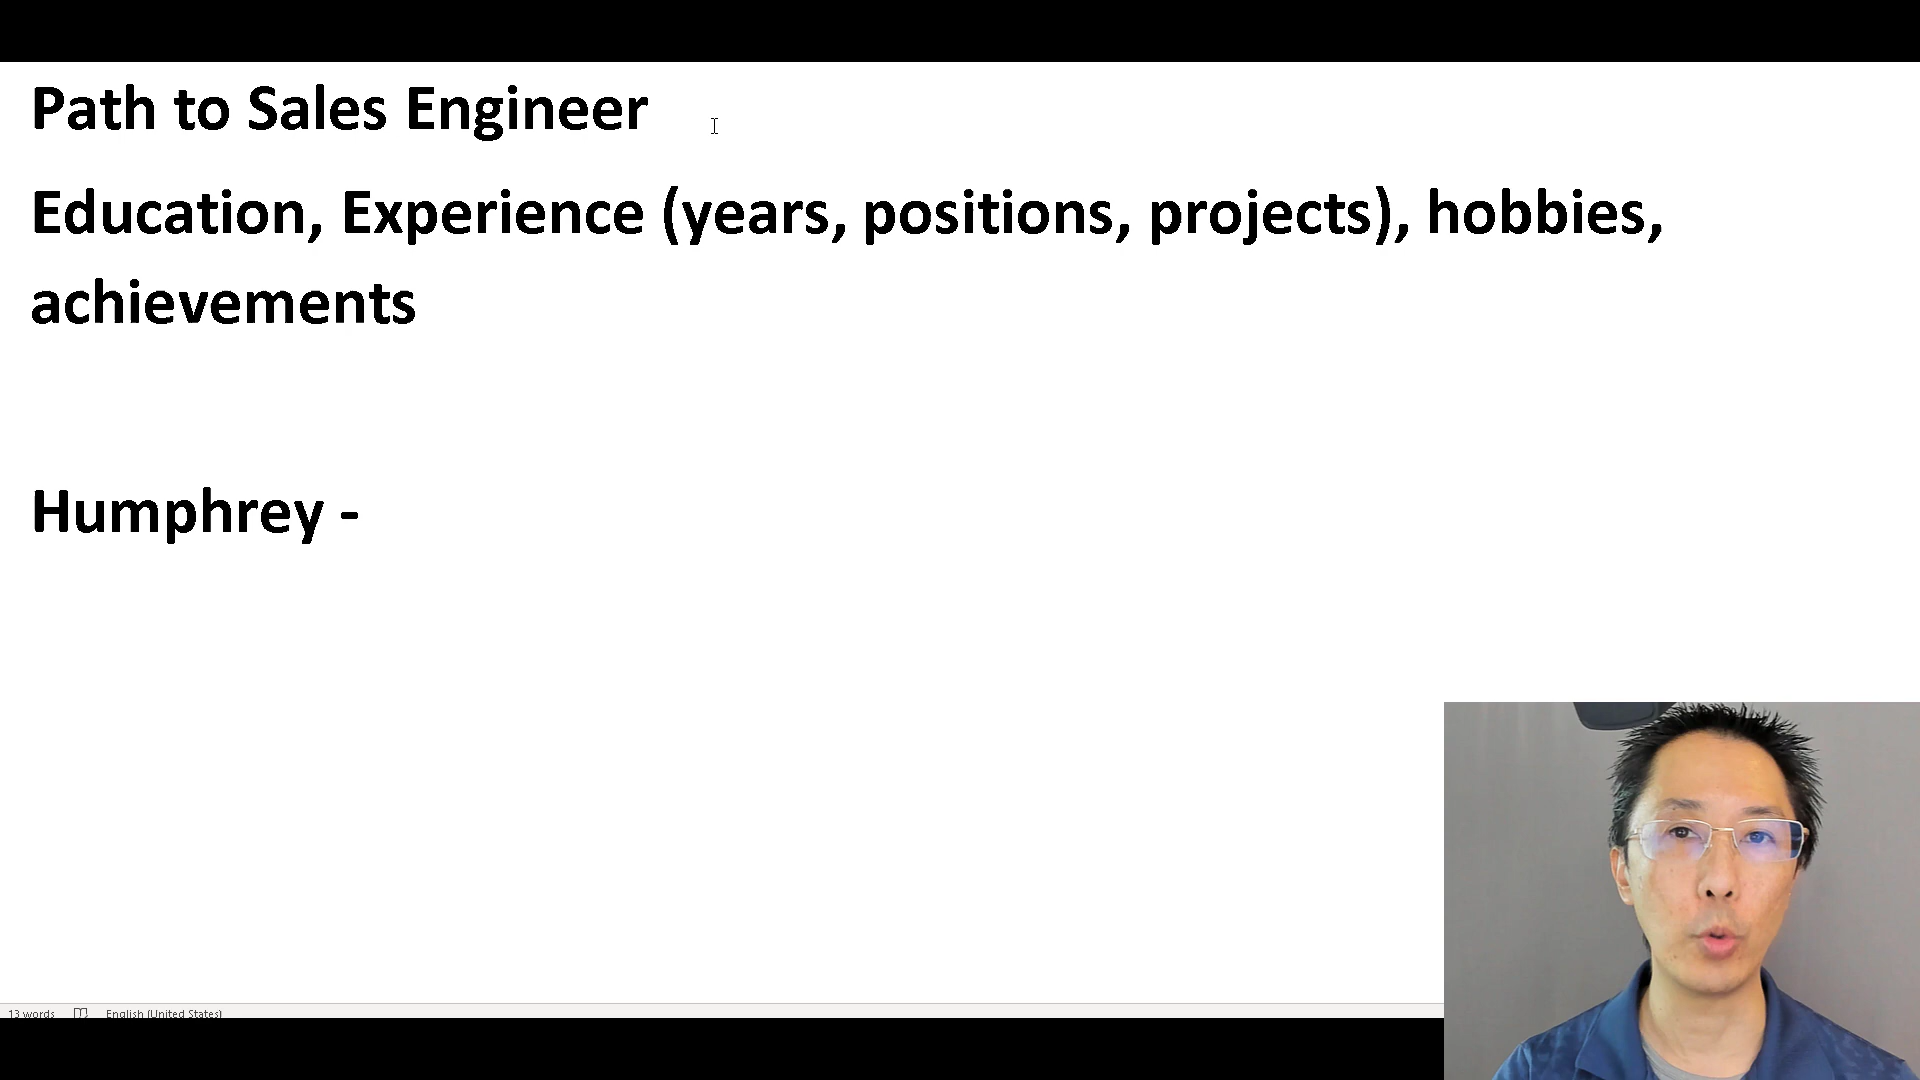 Path to Sales Engineer
Education, Experience (years, positions, projects), hobbies,
achievements
Humphrey -
13 words English (United States)